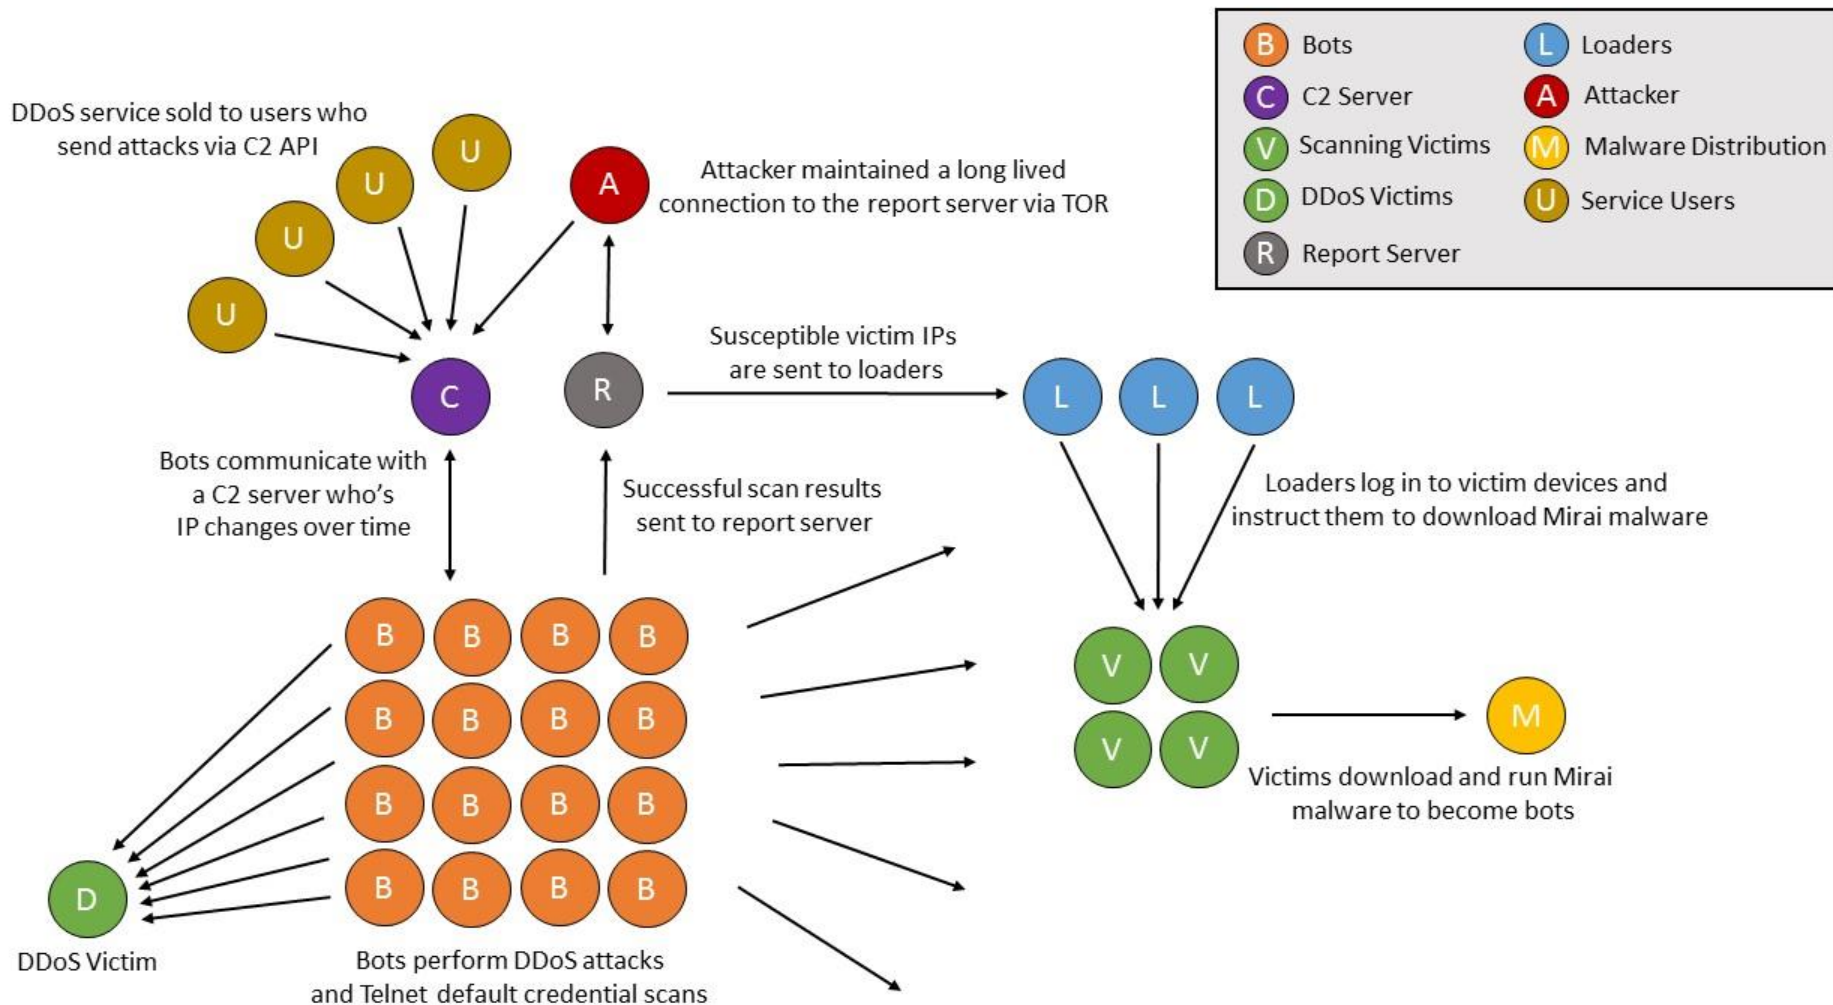 B Bots
L Loaders
C C2 Server
A Attacker
V Scanning Victims
M Malware Distribution
D DDoS Victims
U Service Users
R Report Server
DDoS service sold to users who
send attacks via C2 API
U
U
U
U
A
Attacker maintained a long lived
connection to the report server via TOR
C
R
Susceptible victim IPs
are sent to loaders
L L L
Bots communicate with
a C2 server who's
IP changes over time
Successful scan results
sent to report server
Loaders log in to victim devices and
instruct them to download Mirai malware
B B B B
B B B B
B B B B
B B B B
V V
V V
M
Victims download and run Mirai
malware to become bots
D
DDoS Victim
Bots perform DDoS attacks
and Telnet default credential scans